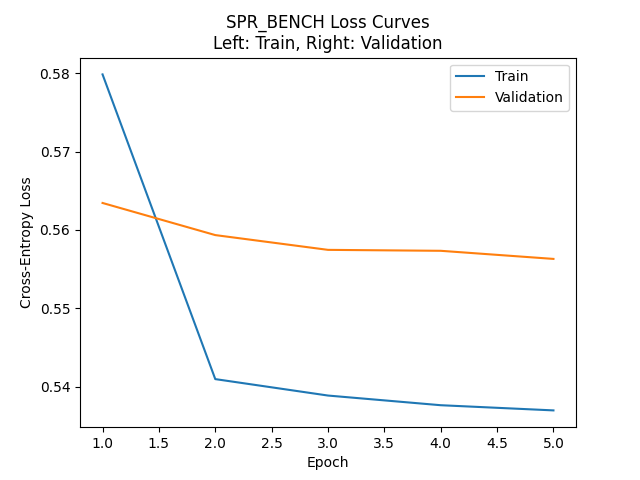 SPR_BENCH Loss Curves
Left: Train, Right: Validation
Train
Validation
Cross-Entropy Loss
0.58
0.57
0.56
0.55
0.54
1.0 1.5 2.0 2.5 3.0 3.5 4.0 4.5 5.0
Epoch